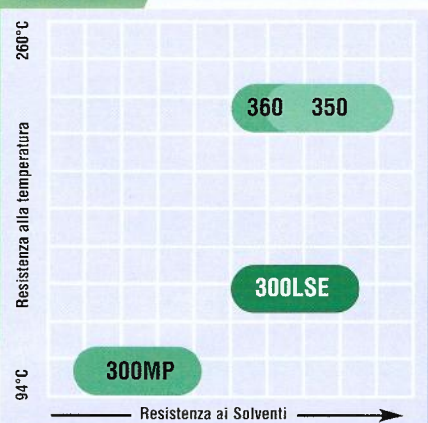 260°C
360 350
Resistenza alla temperatura
300LSE
300MP
94°C
Resistenza ai Solventi